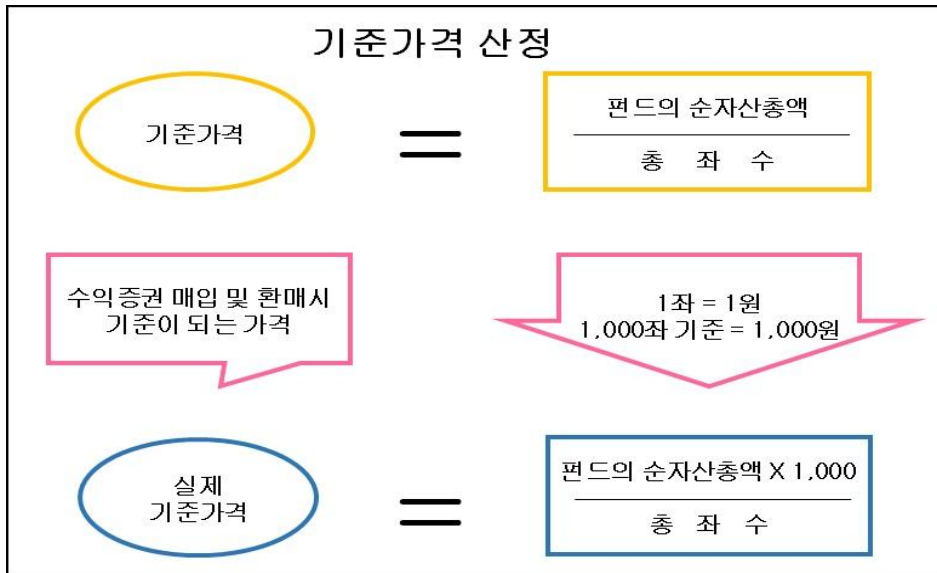 기준가격 산정
기준가격
=
펀드의 순자산총액
총 좌 수
수익증권 매입 및 환매시
기준이 되는 가격
1좌 = 1원
1,000좌 기준 = 1,000원
실제
기준가격
=
펀드의 순자산총액 X 1,000
총 좌 수